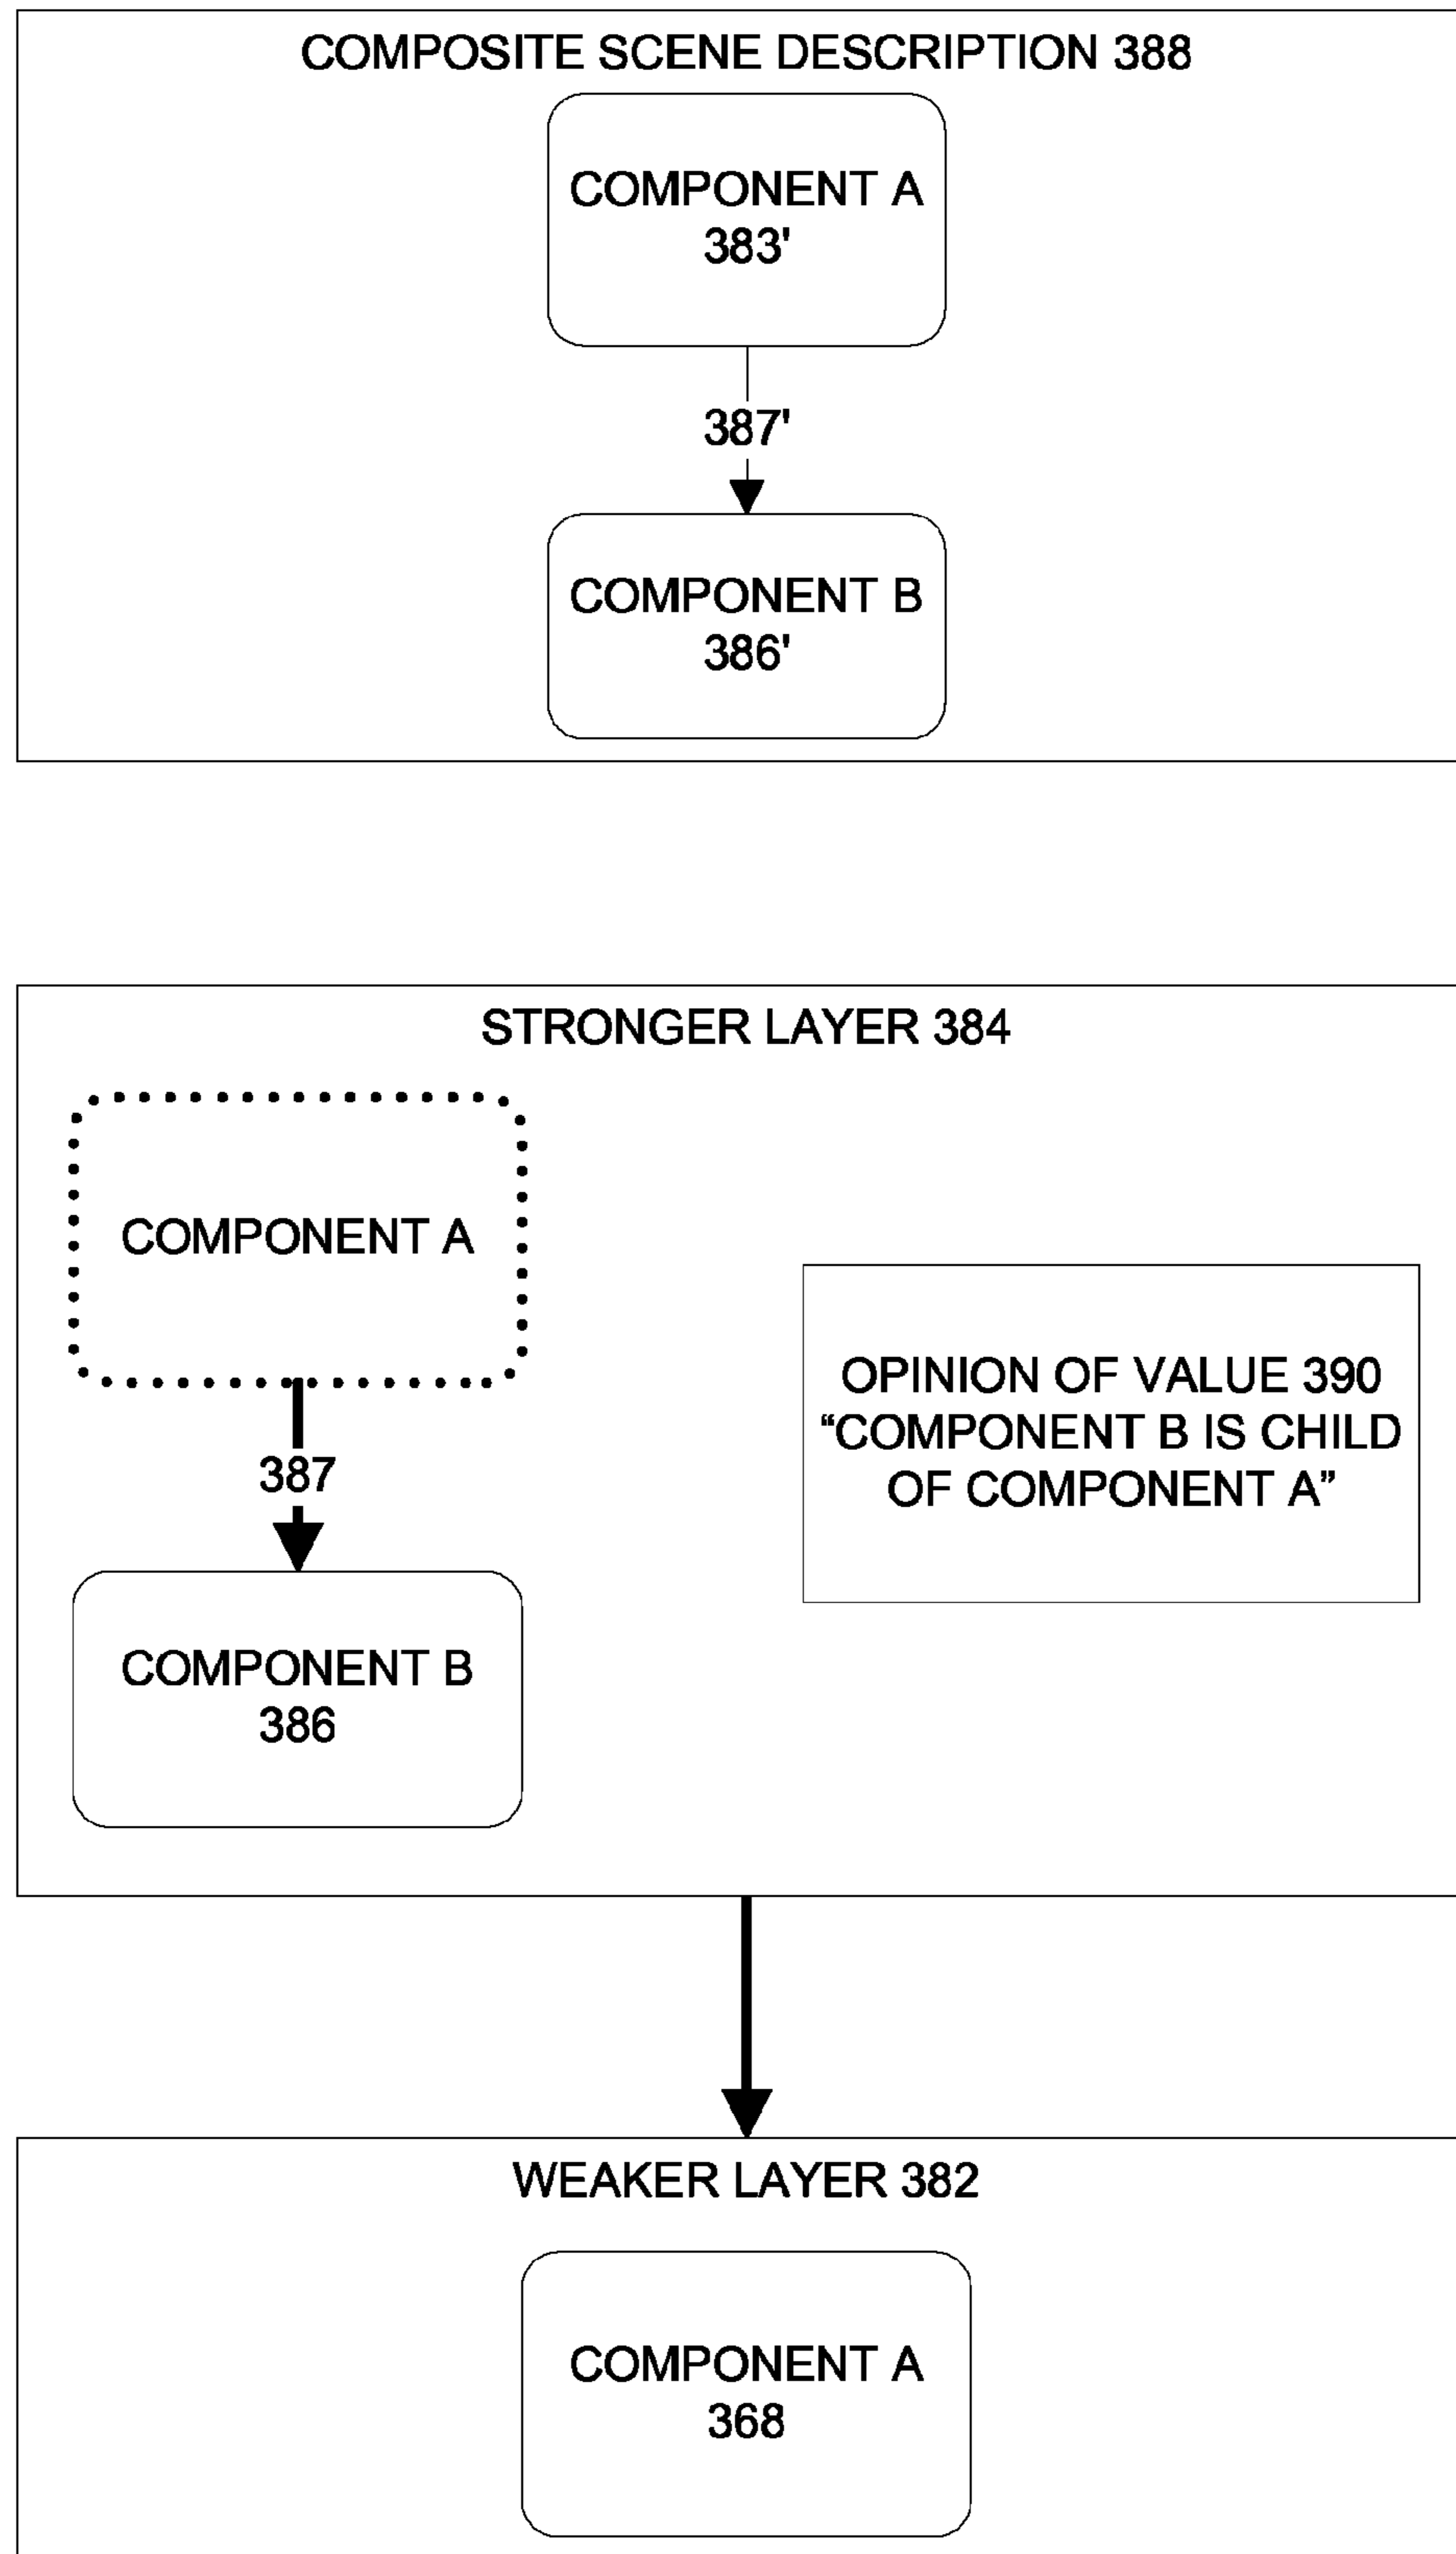 COMPOSITE SCENE DESCRIPTION 388
COMPONENT A
383'
387'
COMPONENT B
386'
STRONGER LAYER 384
COMPONENT A
387
COMPONENT B
386
OPINION OF VALUE 390
“COMPONENT B IS CHILD
OF COMPONENT A”
WEAKER LAYER 382
COMPONENT A
368